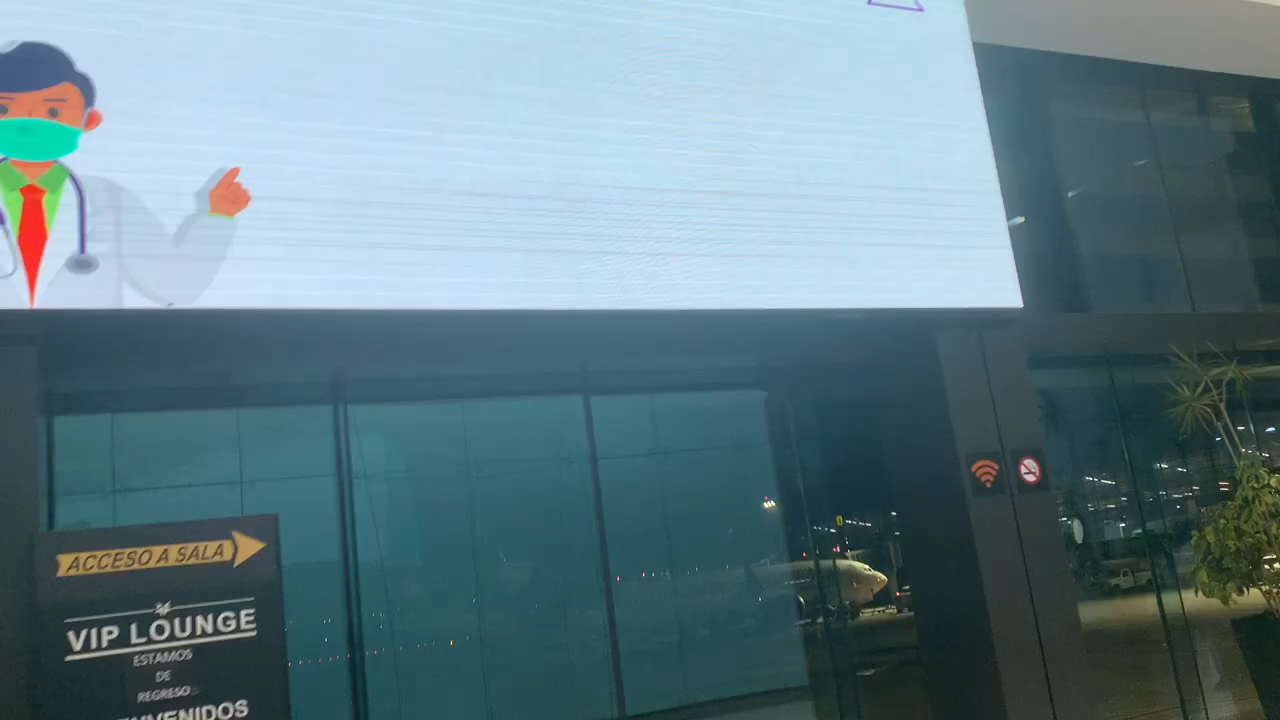 ACCESO A SALA
VIP LOUNGE
ESTAMOS
DE
REGRESO